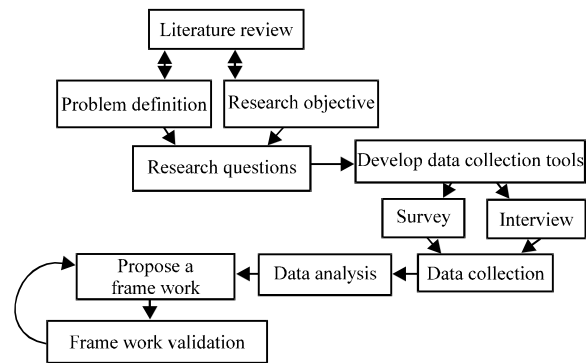 Literature review
Problem definition
Research objective
Research questions
Develop data collection tools
Survey
Interview
Propose a
frame work
Data analysis
Data collection
Frame work validation